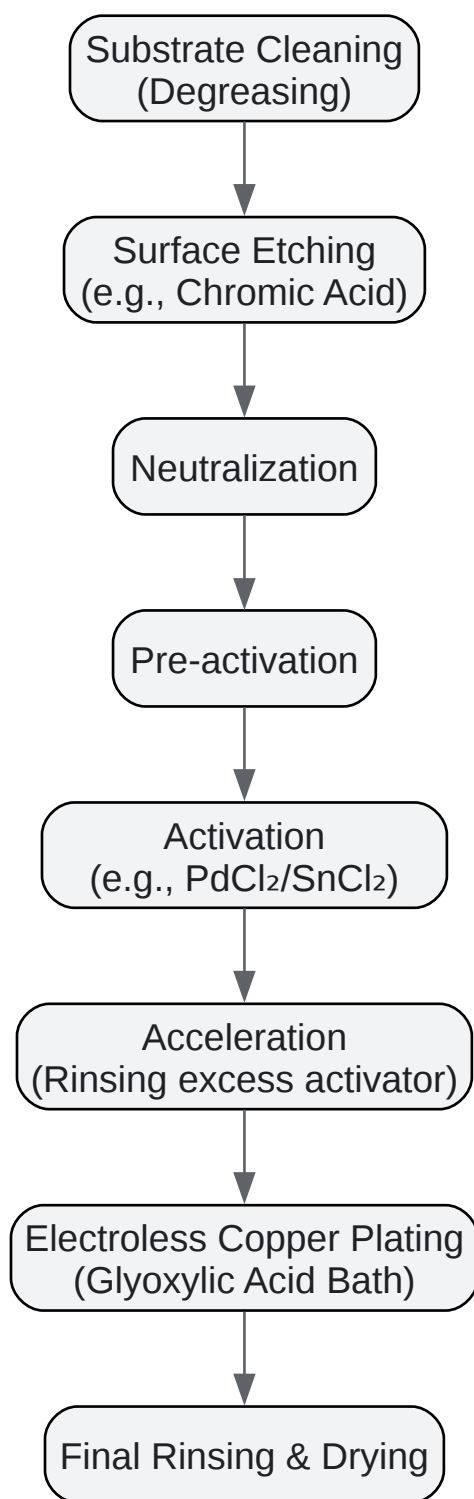 Substrate Cleaning
(Degreasing)
Surface Etching
(e.g., Chromic Acid)
Neutralization
Pre-activation
Activation
(e.g., PdCl₂/SnCl₂)
Acceleration
(Rinsing excess activator)
Electroless Copper Plating
(Glyoxylic Acid Bath)
Final Rinsing & Drying